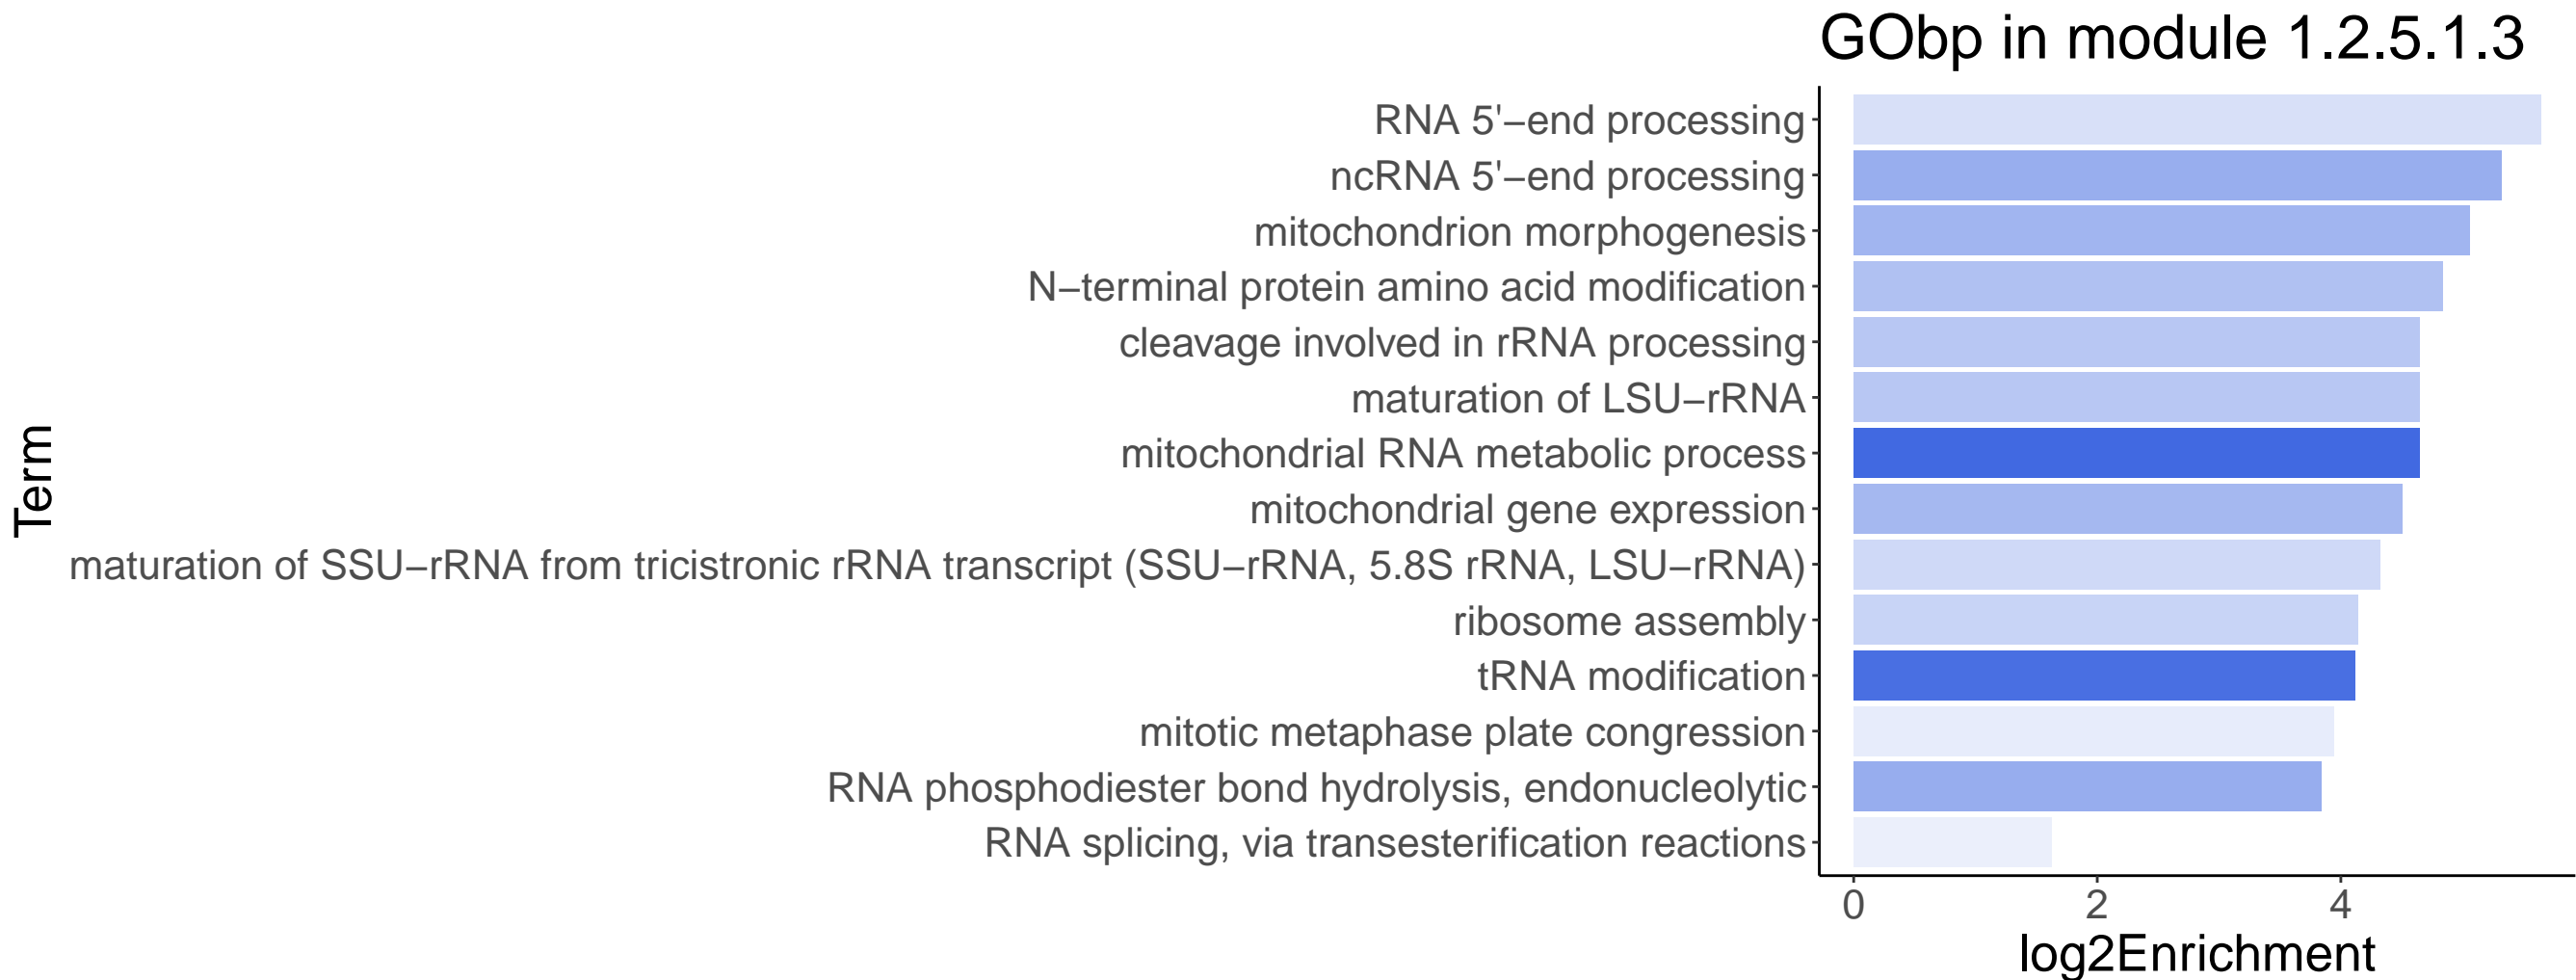 GObp in module 1.2.5.1.3
RNA 5'−end processing
ncRNA 5'−end processing
mitochondrion morphogenesis
N−terminal protein amino acid modification
cleavage involved in rRNA processing
maturation of LSU−rRNA
mitochondrial RNA metabolic process
mitochondrial gene expression
maturation of SSU−rRNA from tricistronic rRNA transcript (SSU−rRNA, 5.8S rRNA, LSU−rRNA)
ribosome assembly
tRNA modification
mitotic metaphase plate congression
RNA phosphodiester bond hydrolysis, endonucleolytic
RNA splicing, via transesterification reactions
Term
0 2 4
log2Enrichment